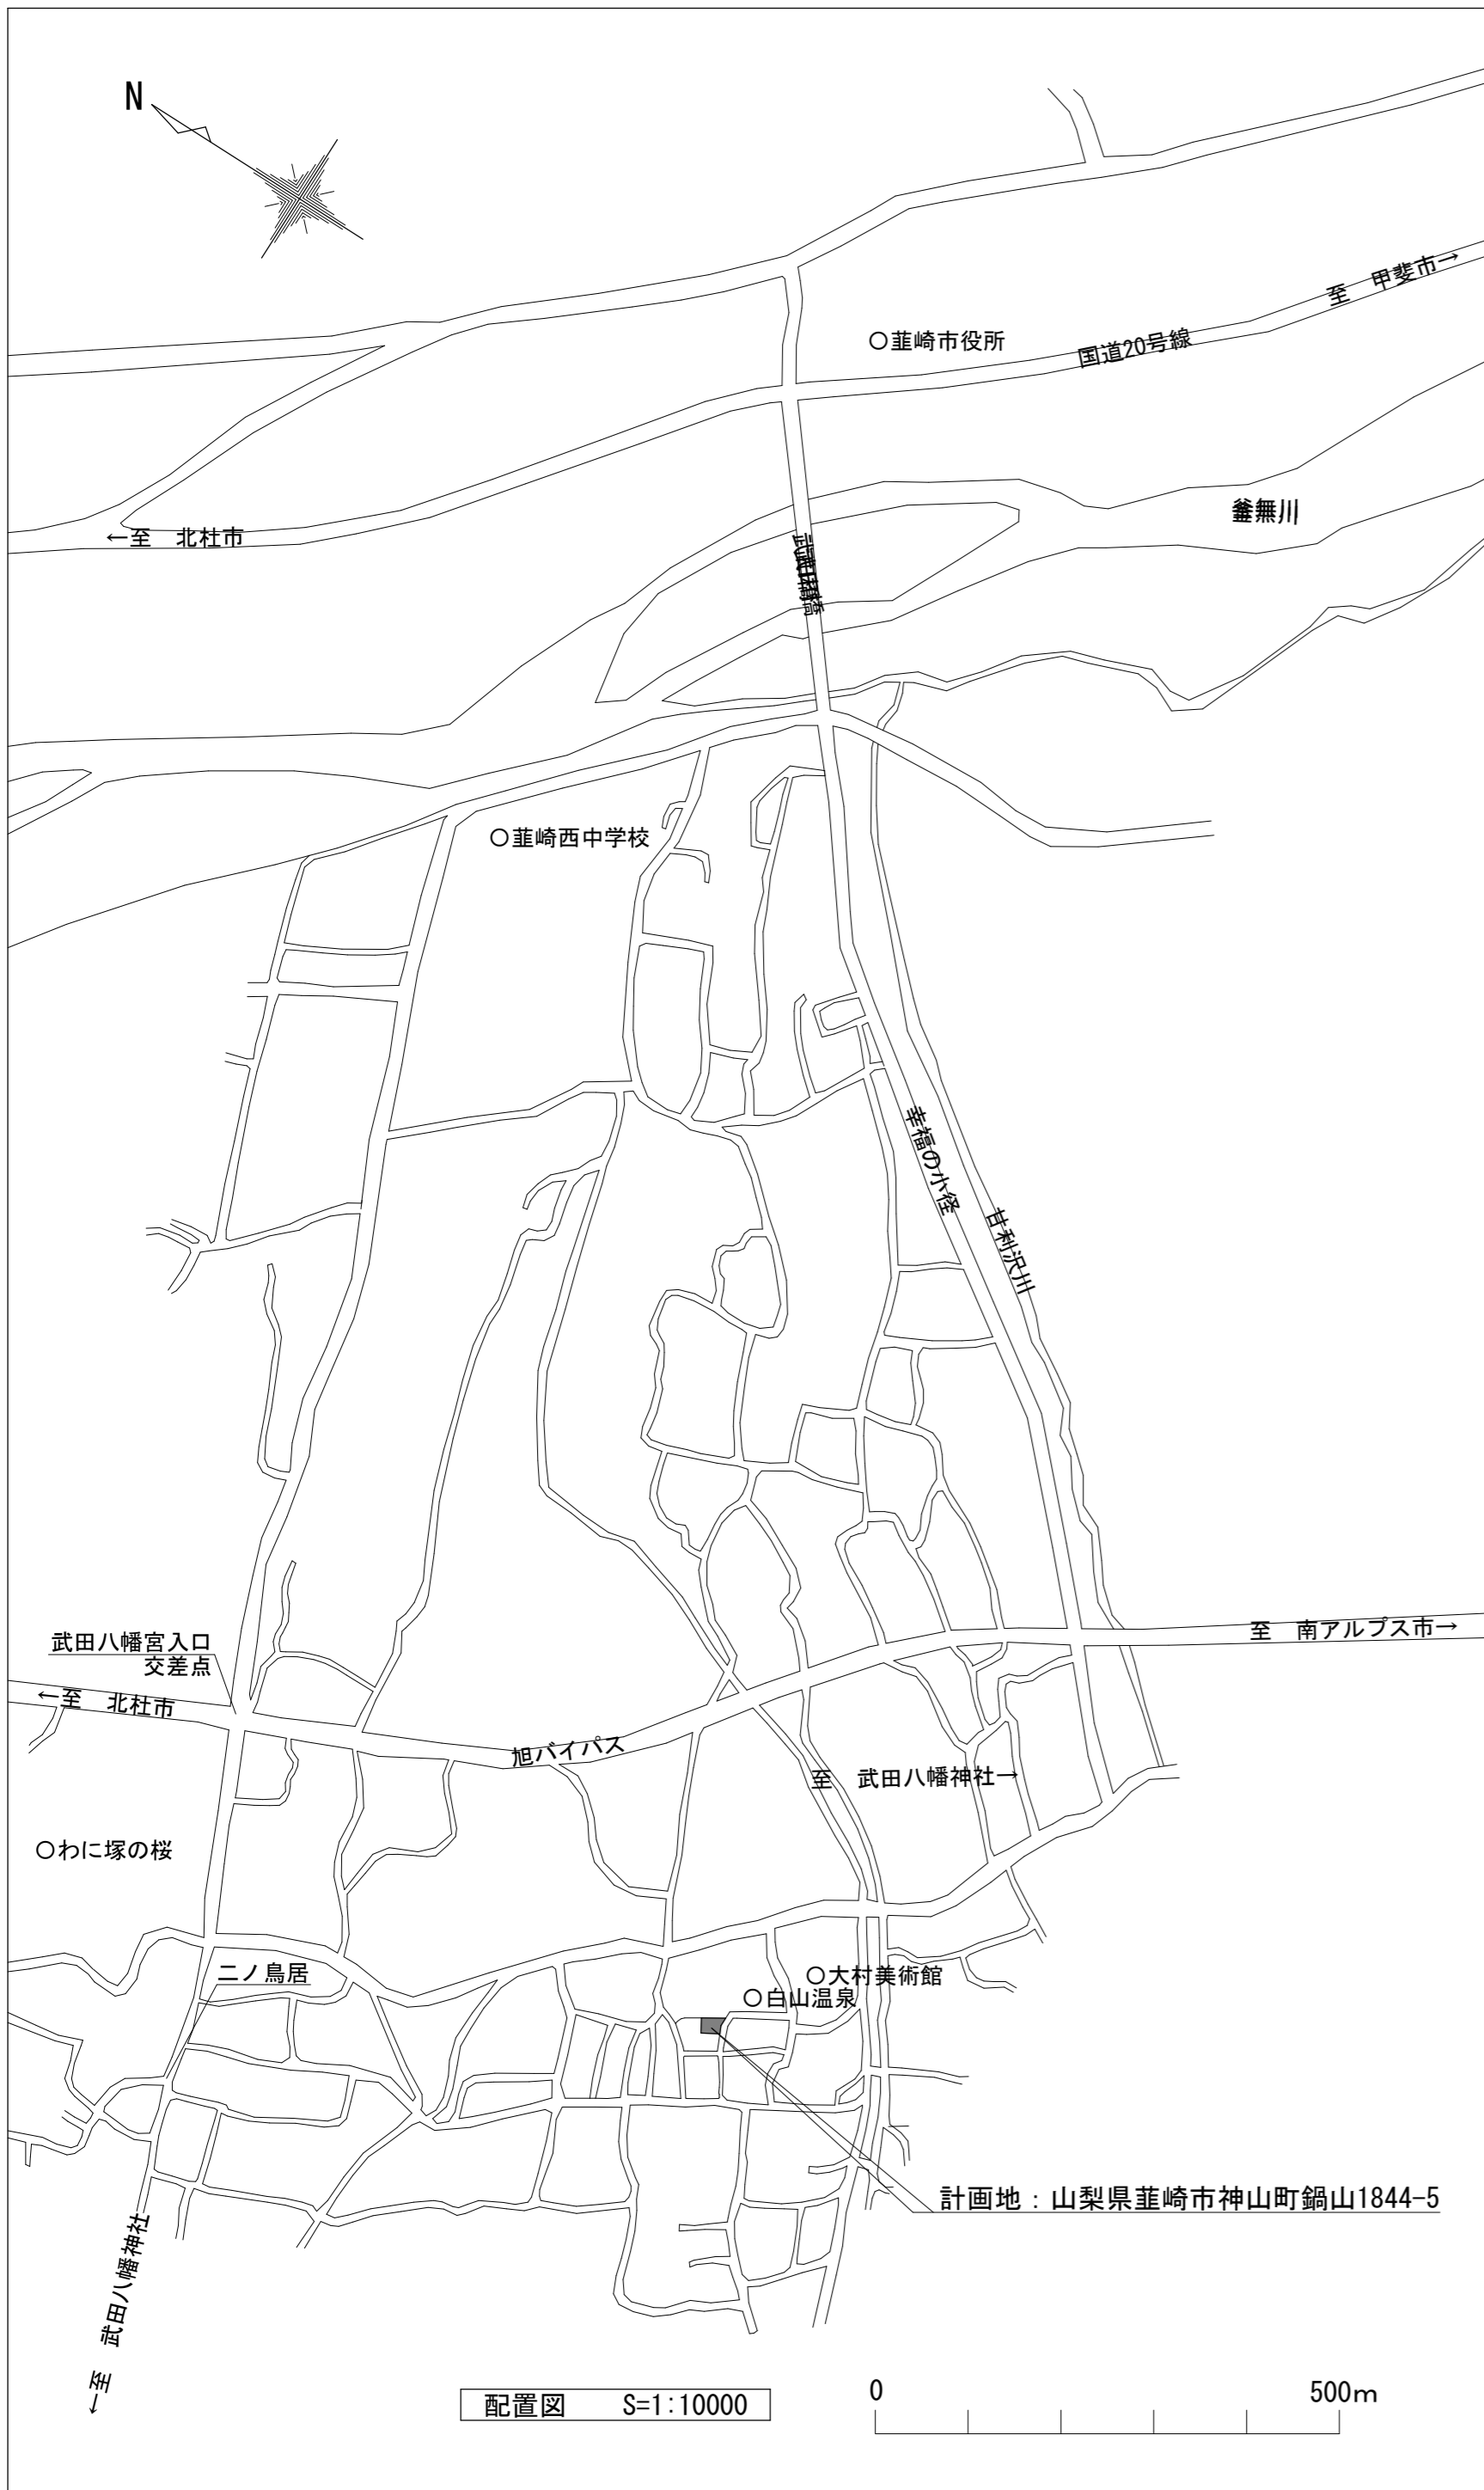 N
至　甲斐市→
○韮崎市役所
国道20号線
釜無川
←至　北杜市
武田橋
○韮崎西中学校
幸福の小径
甘利沢川
武田八幡宮入口
交差点
至　南アルプス市→
←至　北杜市
旭バイパス
至　武田八幡神社→
○わに塚の桜
二ノ鳥居
○大村美術館
○白山温泉
計画地：山梨県韮崎市神山町鍋山1844-5
←至　武田八幡神社
配置図　S=1:10000
0
500m